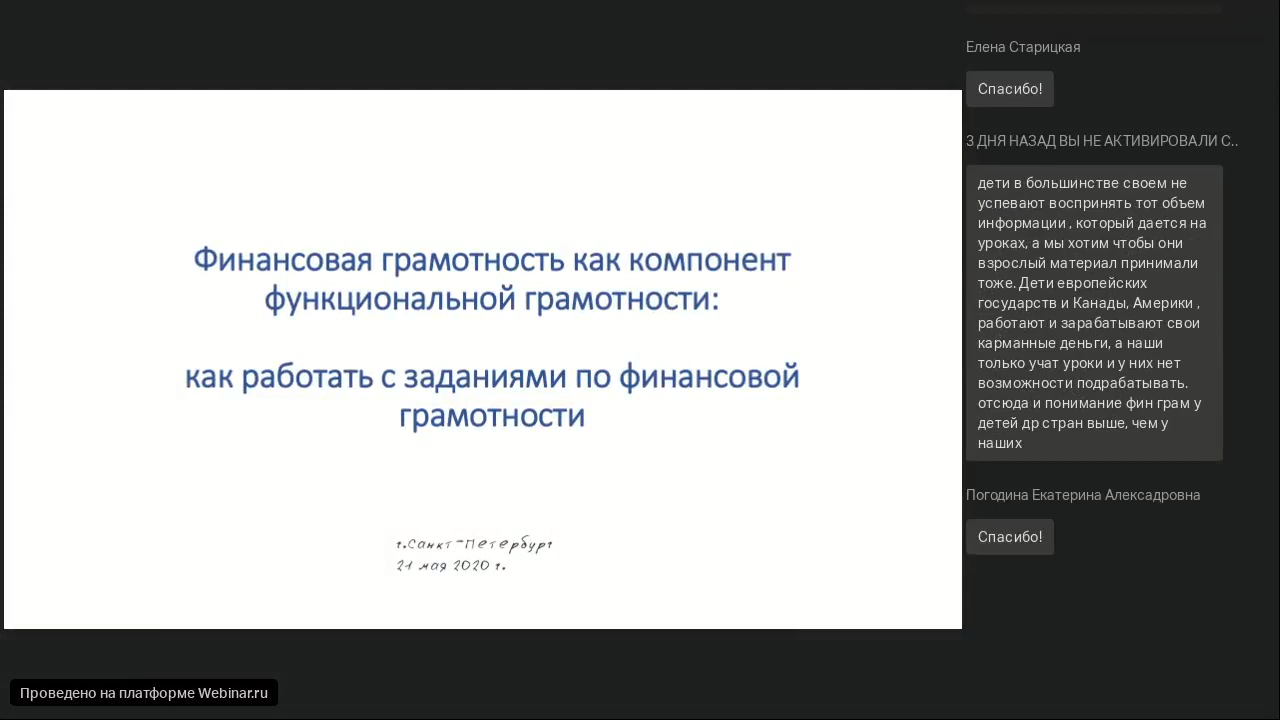 Финансовая грамотность как компонент
функциональной грамотности:
как работать с заданиями по финансовой
грамотности
г.Санкт-Петербург
21 мая 2020 г.
Елена Старицкая
Спасибо!
3 ДНЯ НАЗАД ВЫ НЕ АКТИВИРОВАЛИ С..
дети в большинстве своем не
успевают воспринять тот объем
информации , который дается на
уроках, а мы хотим чтобы они
взрослый материал принимали
тоже. Дети европейских
государств и Канады, Америки ,
работают и зарабатывают свои
карманные деньги, а наши
только учат уроки и у них нет
возможности подрабатывать.
отсюда и понимание фин грам у
детей др стран выше, чем у
наших
Погодина Екатерина Алексадровна
Спасибо!
Проведено на платформе Webinar.ru